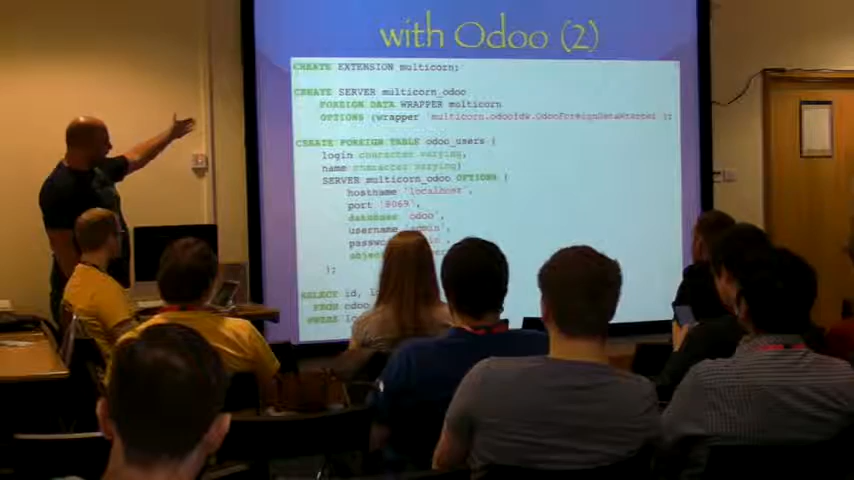 with Odoo (2)
CREATE EXTENSION multicorn;
CREATE SERVER multicorn_odoo
FOREIGN DATA WRAPPER multicorn
OPTIONS (wrapper 'multicorn.odoofdw.OdooForeignDataWrapper');
CREATE FOREIGN TABLE odoo_users (
login character varying,
name character varying)
SERVER multicorn_odoo OPTIONS (
hostname 'localhost',
port '8069',
database 'odoo',
username 'admin',
);
SELECT id,
FROM odoo
WHERE